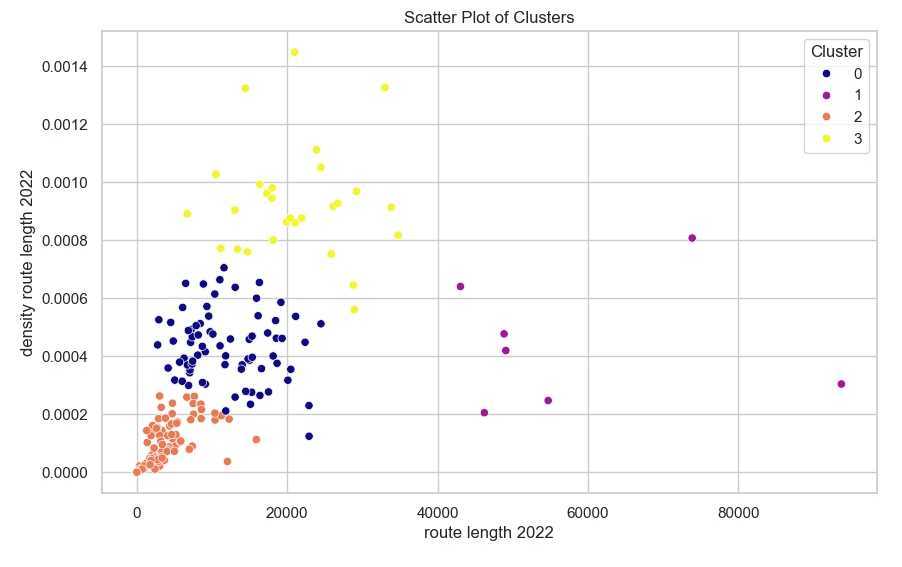 Scatter Plot of Clusters
Cluster
0
1
2
3
0.0014
0.0012
0.0010
0.0008
0.0006
0.0004
0.0002
0.0000
density route length 2022
0 20000 40000 60000 80000
route length 2022